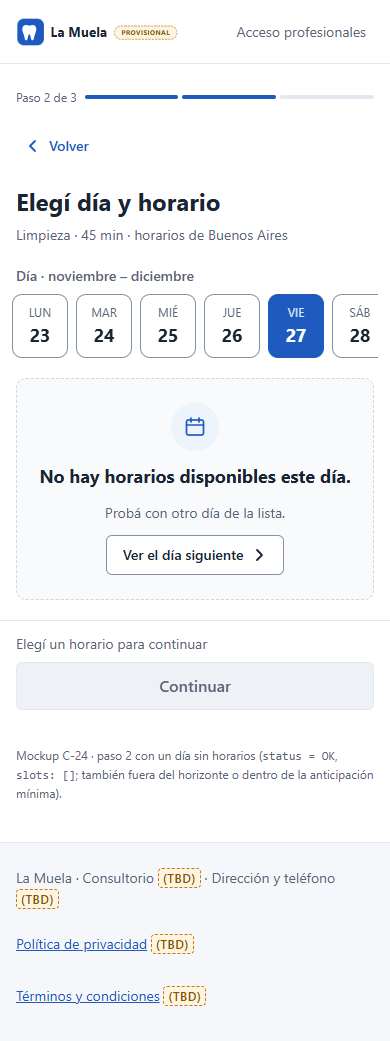 La Muela PROVISIONAL Acceso profesionales
Paso 2 de 3
Volver
Elegí día y horario
Limpieza · 45 min · horarios de Buenos Aires
Día · noviembre – diciembre
LUN MAR MIÉ JUE VIE SÁB
23 24 25 26 27 28
No hay horarios disponibles este día.
Probá con otro día de la lista.
Ver el día siguiente
Elegí un horario para continuar
Continuar
Mockup C-24 · paso 2 con un día sin horarios (status = OK,
slots: []; también fuera del horizonte o dentro de la anticipación
mínima).
La Muela · Consultorio (TBD) · Dirección y teléfono
(TBD)
Política de privacidad (TBD)
Términos y condiciones (TBD)